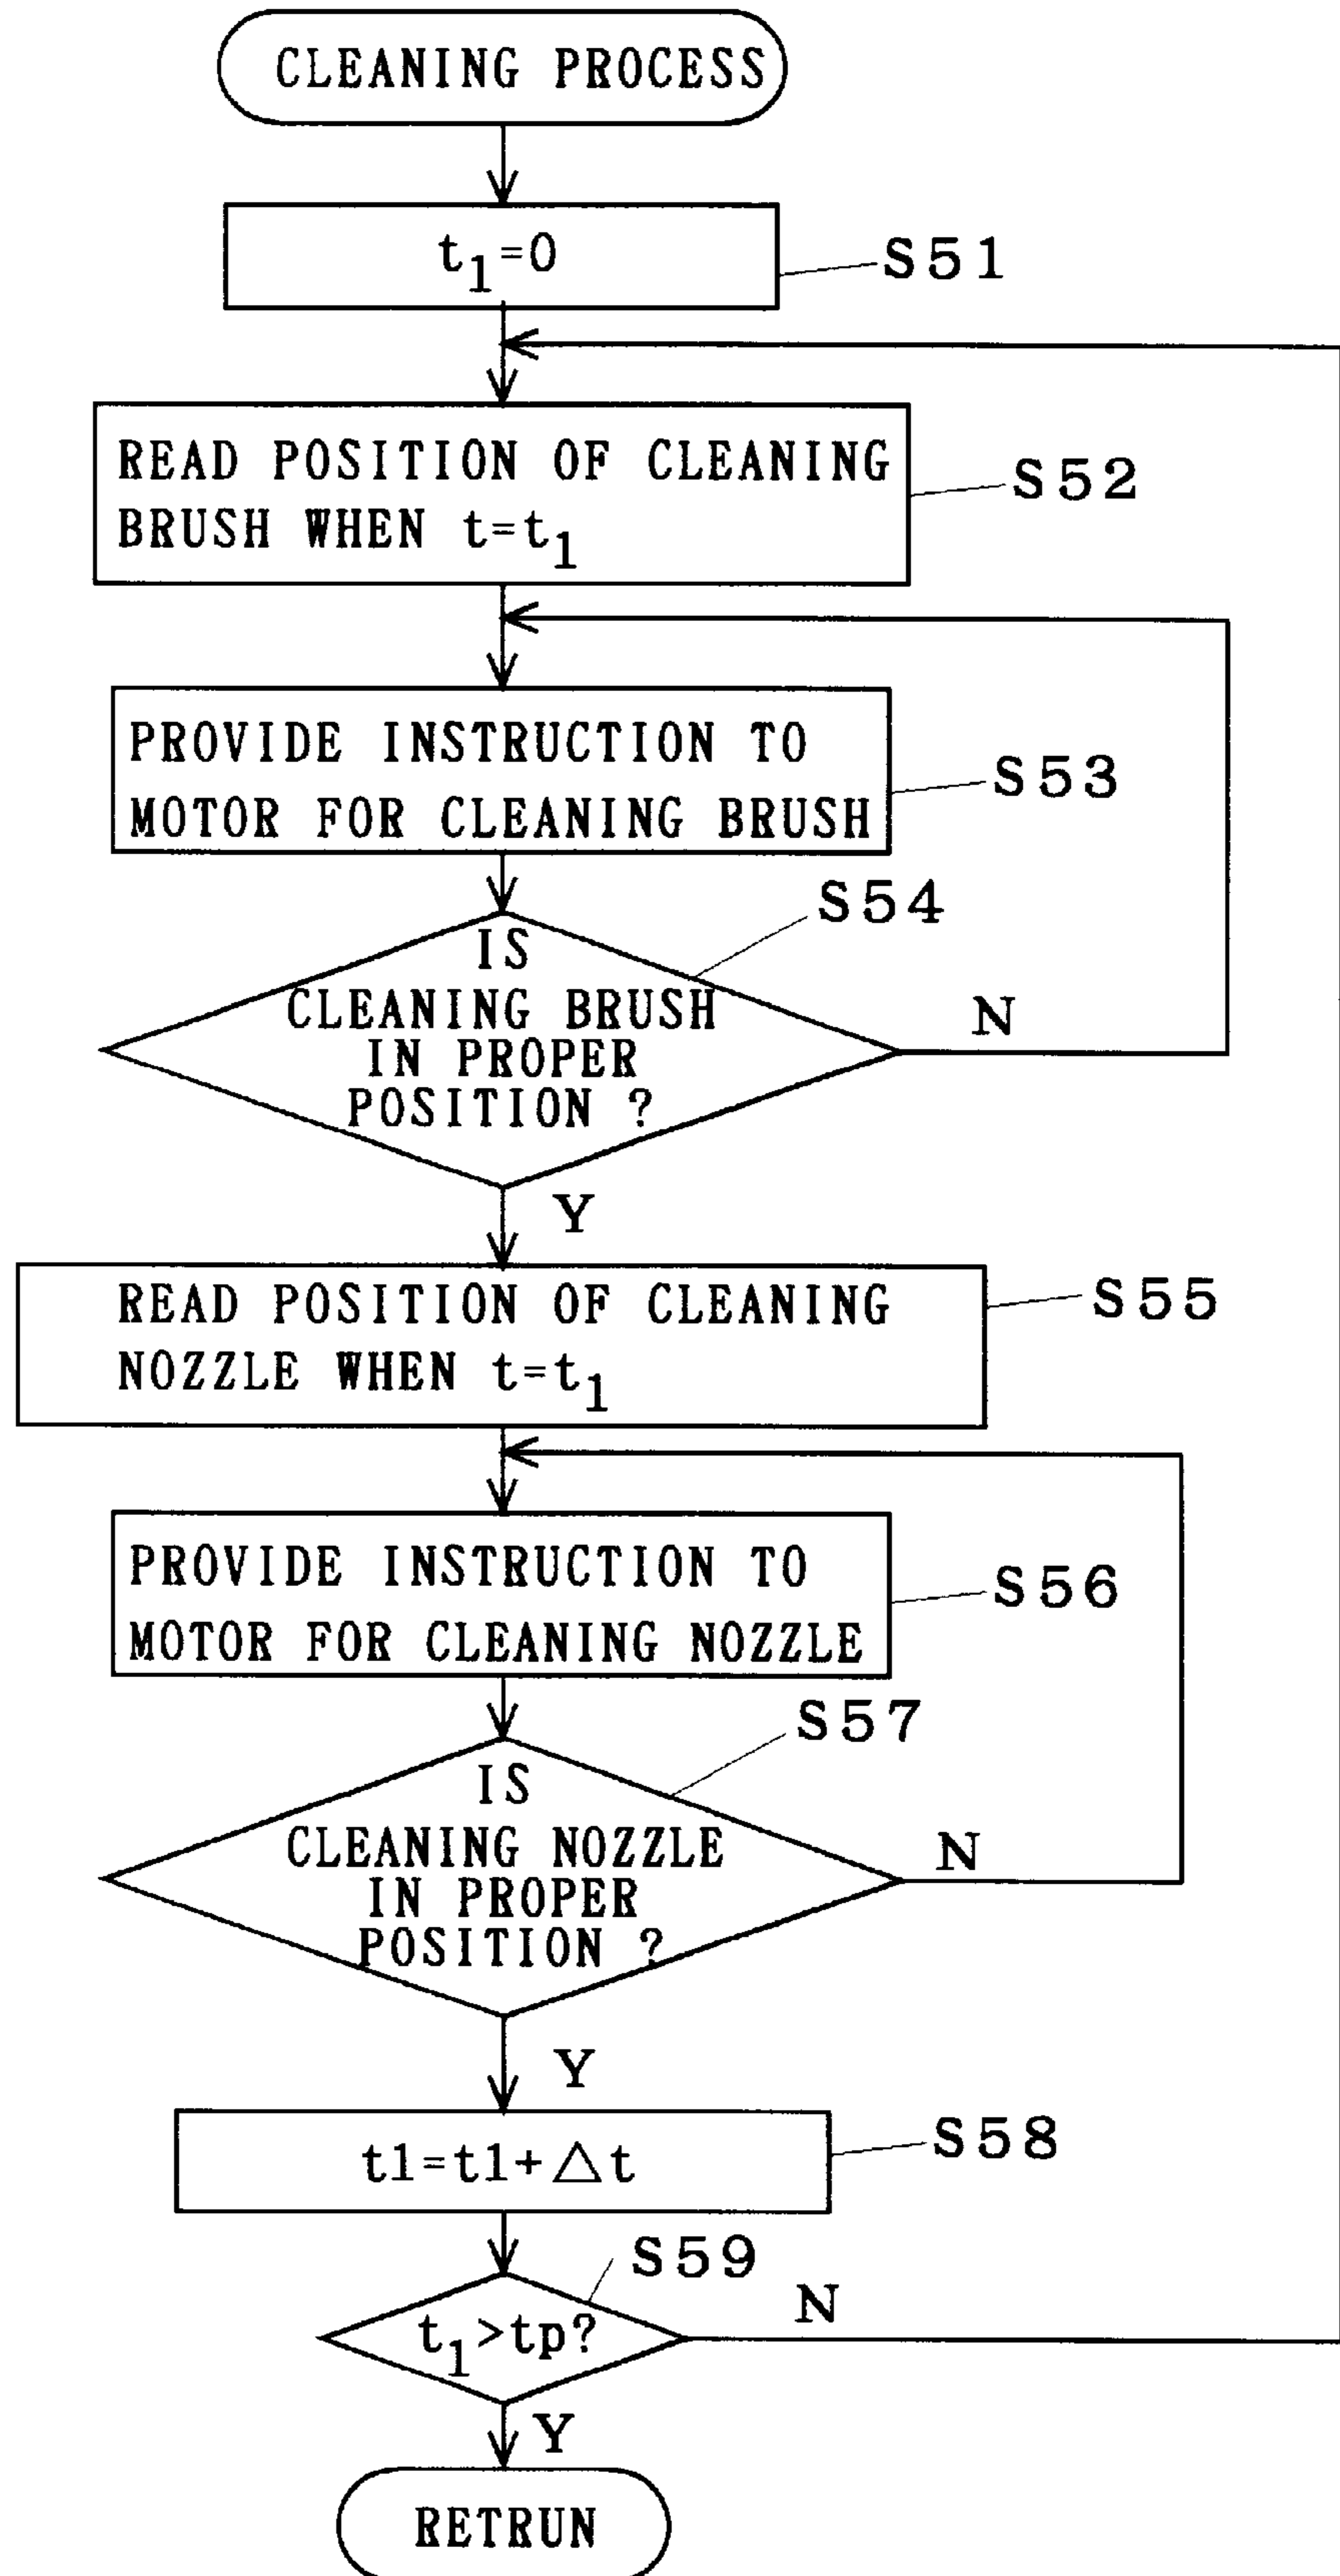 CLEANING PROCESS
t₁=0
S51
READ POSITION OF CLEANING
BRUSH WHEN t=t₁
S52
PROVIDE INSTRUCTION TO
MOTOR FOR CLEANING BRUSH
S53
S54
IS
CLEANING BRUSH
IN PROPER
POSITION ?
N
Y
READ POSITION OF CLEANING
NOZZLE WHEN t=t₁
S55
PROVIDE INSTRUCTION TO
MOTOR FOR CLEANING NOZZLE
S56
S57
IS
CLEANING NOZZLE
IN PROPER
POSITION ?
N
Y
t1=t1+△t
S58
S59
t₁>tp?
N
Y
RETRUN